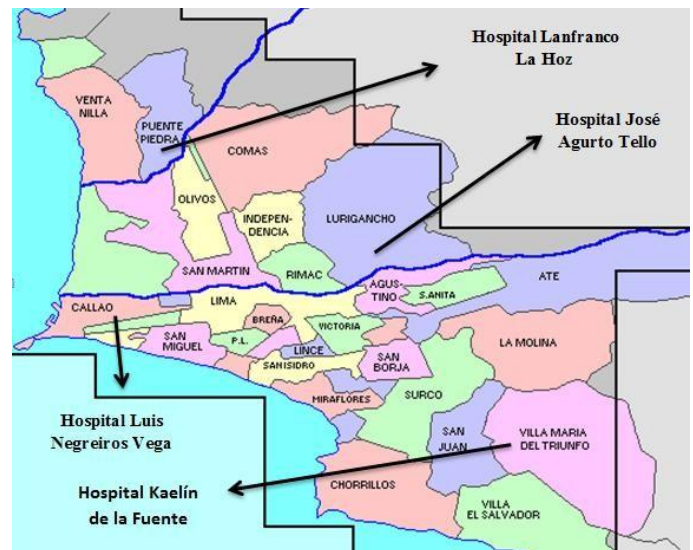 Hospital Lanfranco
La Hoz
Hospital José
Agurto Tello
VENTA
NILLA
PUENTE
PIEDRA
COMAS
OLIVOS
INDEPEN-
DENCIA
LURIGANCHO
SAN MARTIN
RIMAC
AGUS-
TINO
S.ANITA
ATE
CALLAO
LIMA
BREÑA
VICTORIA
SAN
MIGUEL
P.L.
LINCE
SAN ISIDRO
SAN
BORJA
LA MOLINA
MIRAFLORES
SURCO
Hospital Luis
Negreiros Vega
SAN
JUAN
VILLA MARIA
DEL TRIUNFO
Hospital Kaelín
de la Fuente
CHORRILLOS
VILLA
EL SALVADOR